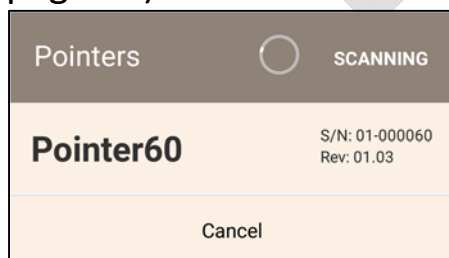 Pointers SCANNING
Pointer60
S/N: 01-000060
Rev: 01.03
Cancel